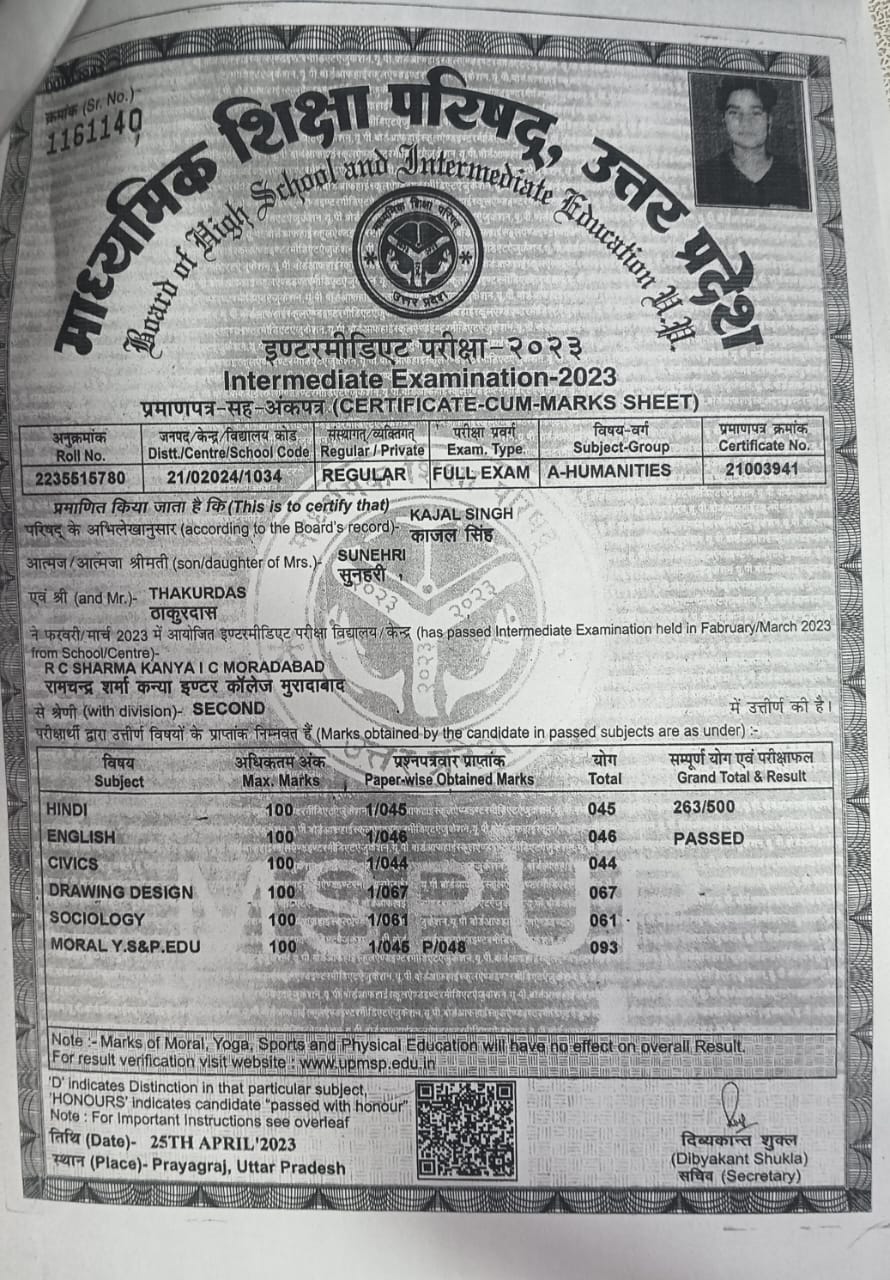 क्रमांक (Sr. No.)-
1161140
माध्यमिक शिक्षा परिषद्, उत्तर प्रदेश
Board of High School and Intermediate Education U.P.
माध्यमिक शिक्षा परिषद
उत्तर प्रदेश
इण्टरमीडिएट परीक्षा-२०२३
Intermediate Examination-2023
प्रमाणपत्र-सह-अंकपत्र (CERTIFICATE-CUM-MARKS SHEET)
अनुक्रमांक जनपद/केन्द्र/विद्यालय कोड संस्थागत्/व्यक्तिगत् परीक्षा प्रवर्ग विषय-वर्ग प्रमाणपत्र क्रमांक
Roll No. Distt./Centre/School Code Regular / Private Exam. Type Subject-Group Certificate No.
2235515780 21/02024/1034 REGULAR FULL EXAM A-HUMANITIES 21003941
प्रमाणित किया जाता है कि (This is to certify that) KAJAL SINGH
परिषद् के अभिलेखानुसार (according to the Board's record)- काजल सिंह
आत्मज/आत्मजा श्रीमती (son/daughter of Mrs.)- SUNEHRI
सुनहरी
एवं श्री (and Mr.)- THAKURDAS
ठाकुरदास
ने फरवरी/मार्च 2023 में आयोजित इण्टरमीडिएट परीक्षा विद्यालय/केन्द्र (has passed Intermediate Examination held in Fabruary/March 2023
from School/Centre)-
R C SHARMA KANYA I C MORADABAD
रामचन्द्र शर्मा कन्या इण्टर कॉलेज मुरादाबाद
से श्रेणी (with division)- SECOND में उत्तीर्ण की है।
परीक्षार्थी द्वारा उत्तीर्ण विषयों के प्राप्तांक निम्नवत हैं (Marks obtained by the candidate in passed subjects are as under) :-
विषय अधिकतम अंक प्रश्नपत्रवार प्राप्तांक योग सम्पूर्ण योग एवं परीक्षाफल
Subject Max. Marks Paper-wise Obtained Marks Total Grand Total & Result
HINDI 100 1/045 045 263/500
ENGLISH 100 1/046 046 PASSED
CIVICS 100 1/044 044
DRAWING DESIGN 100 1/067 067
SOCIOLOGY 100 1/061 061
MORAL Y.S&P.EDU 100 1/045 P/048 093
Note :- Marks of Moral, Yoga, Sports and Physical Education will have no effect on overall Result.
For result verification visit website : www.upmsp.edu.in
'D' indicates Distinction in that particular subject,
'HONOURS' indicates candidate "passed with honour"
Note : For Important Instructions see overleaf
तिथि (Date)- 25TH APRIL'2023
स्थान (Place)- Prayagraj, Uttar Pradesh
दिब्यकान्त शुक्ल
(Dibyakant Shukla)
सचिव (Secretary)